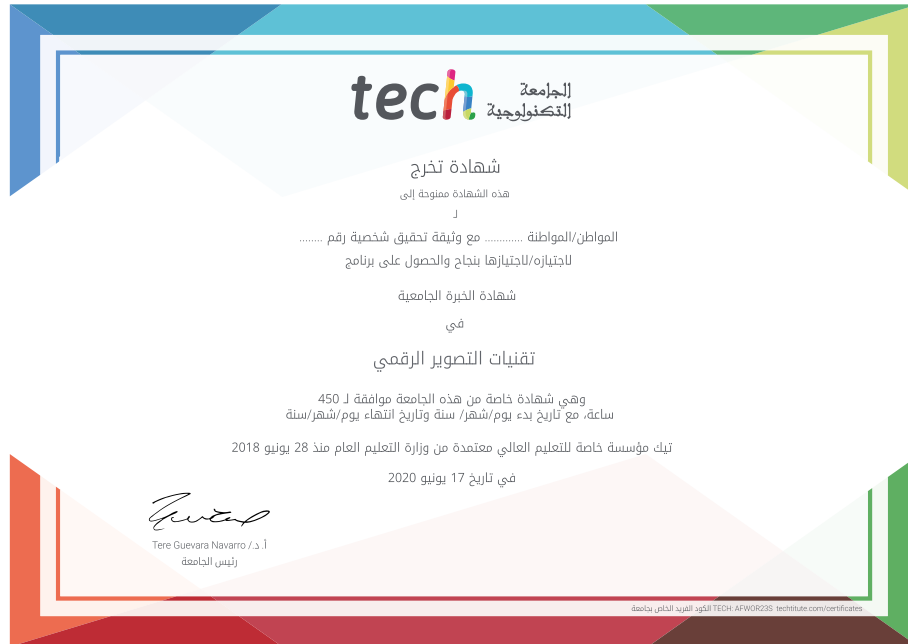 tech الجامعة
التكنولوجية
شهادة تخرج
هذه الشهادة ممنوحة إلى
لـ
المواطن/المواطنة ............ مع وثيقة تحقيق شخصية رقم ........
لاجتيازه/لاجتيازها بنجاح والحصول على برنامج
شهادة الخبرة الجامعية
في
تقنيات التصوير الرقمي
وهي شهادة خاصة من هذه الجامعة موافقة لـ 450
ساعة، مع تاريخ بدء يوم/شهر/ سنة وتاريخ انتهاء يوم/شهر/سنة
تيك مؤسسة خاصة للتعليم العالي معتمدة من وزارة التعليم العام منذ 28 يونيو 2018
في تاريخ 17 يونيو 2020
أ. د./ Tere Guevara Navarro
رئيس الجامعة
الكود الفريد الخاص بجامعة TECH: AFWOR23S techtitute.com/certificates